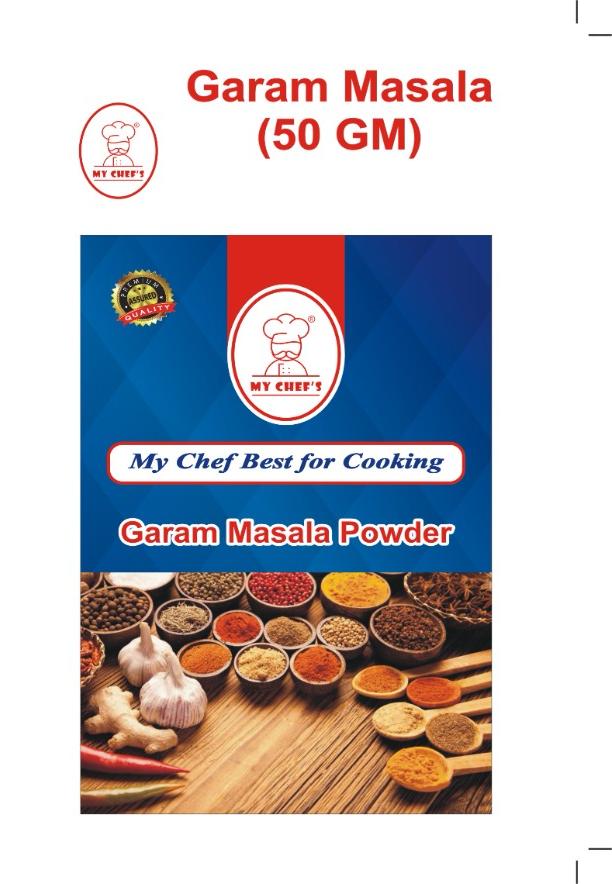 Garam Masala
(50 GM)
®
MY CHEF'S
PREMIUM
ASSURED
QUALITY
®
MY CHEF'S
My Chef Best for Cooking
Garam Masala Powder